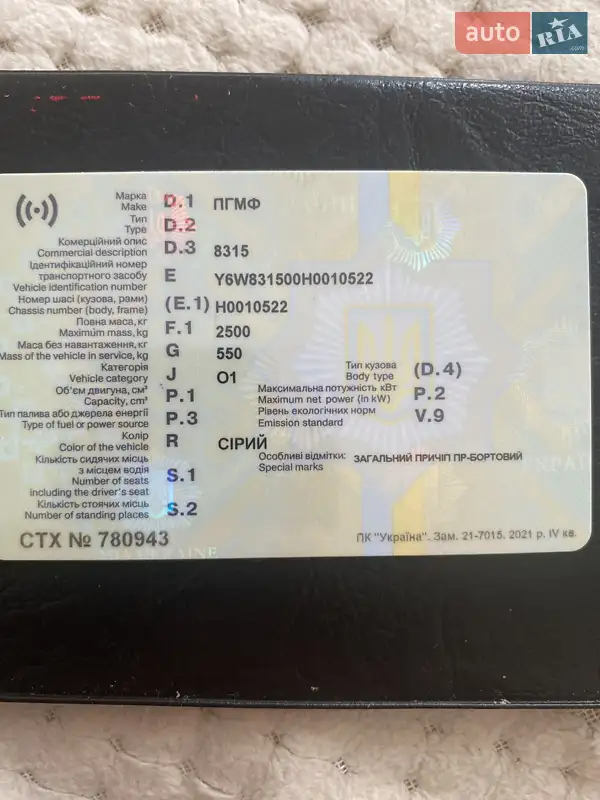 auto RIA .com
Марка D.1 ПГМФ
Make
Тип D.2
Type
Комерційний опис D.3 8315
Commercial description
Ідентифікаційний номер
транспортного засобу E Y6W831500H0010522
Vehicle identification number
Номер шасі (кузова, рами) (E.1) H0010522
Chassis number (body, frame)
Повна маса, кг F.1 2500
Maximum mass, kg
Маса без навантаження, кг G 550
Mass of the vehicle in service, kg
Категорія J O1
Vehicle category
Тип кузова (D.4)
Body type
Об'єм двигуна, см³ P.1
Capacity, cm³
Максимальна потужність кВт P.2
Maximum net power (in kW)
Тип палива або джерела енергії P.3
Type of fuel or power source
Рівень екологічних норм V.9
Emission standard
Колір R СІРИЙ
Color of the vehicle
Особливі відмітки: ЗАГАЛЬНИЙ ПРИЧІП ПР-БОРТОВИЙ
Special marks
Кількість сидячих місць
з місцем водія S.1
Number of seats
including the driver's seat
Кількість стоячих місць S.2
Number of standing places
СТХ № 780943
ПК "Україна". Зам. 21-7015. 2021 р. IV кв.